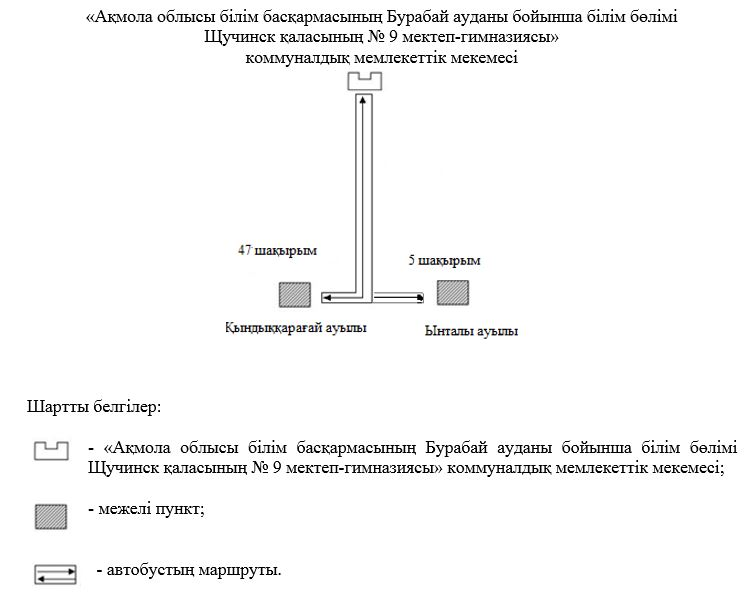 «Ақмола облысы білім басқармасының Бурабай ауданы бойынша білім бөлімі
Щучинск қаласының № 9 мектеп-гимназиясы»
коммуналдық мемлекеттік мекемесі
47 шақырым
5 шақырым
Қындыққарағай ауылы
Ынталы ауылы
Шартты белгілер:
- «Ақмола облысы білім басқармасының Бурабай ауданы бойынша білім бөлімі
Щучинск қаласының № 9 мектеп-гимназиясы» коммуналдық мемлекеттік мекемесі;
- межелі пункт;
- автобустың маршруты.